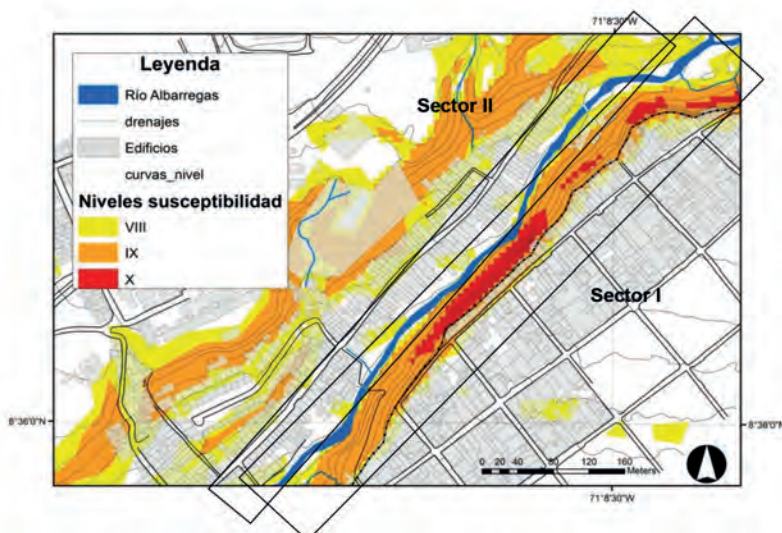 71°8'30"W
Leyenda
Río Albarregas
drenajes
Edificios
curvas_nivel
Niveles susceptibilidad
VIII
IX
X
Sector II
Sector I
8°36'0"N
8°36'0"N
0 20 40 80 120 160
Meters
71°8'30"W